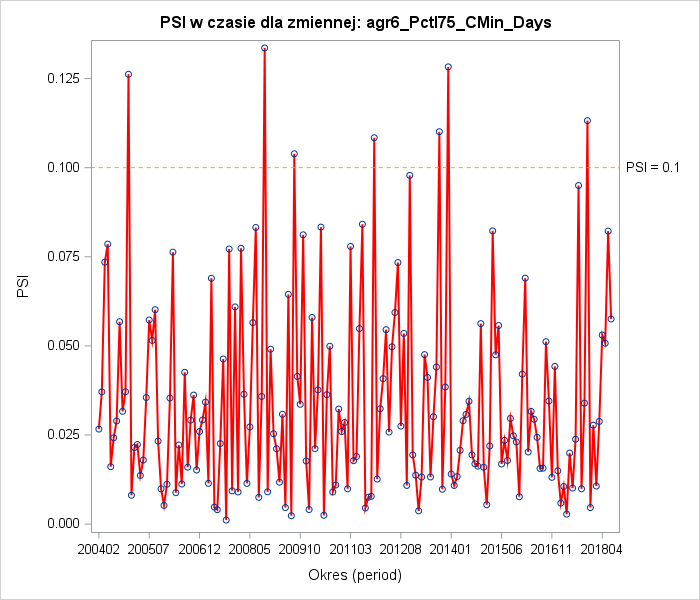 PSI w czasie dla zmiennej: agr6_Pctl75_CMin_Days
0.125
0.100
PSI = 0.1
0.075
PSI
0.050
0.025
0.000
200402 200507 200612 200805 200910 201103 201208 201401 201506 201611 201804
Okres (period)